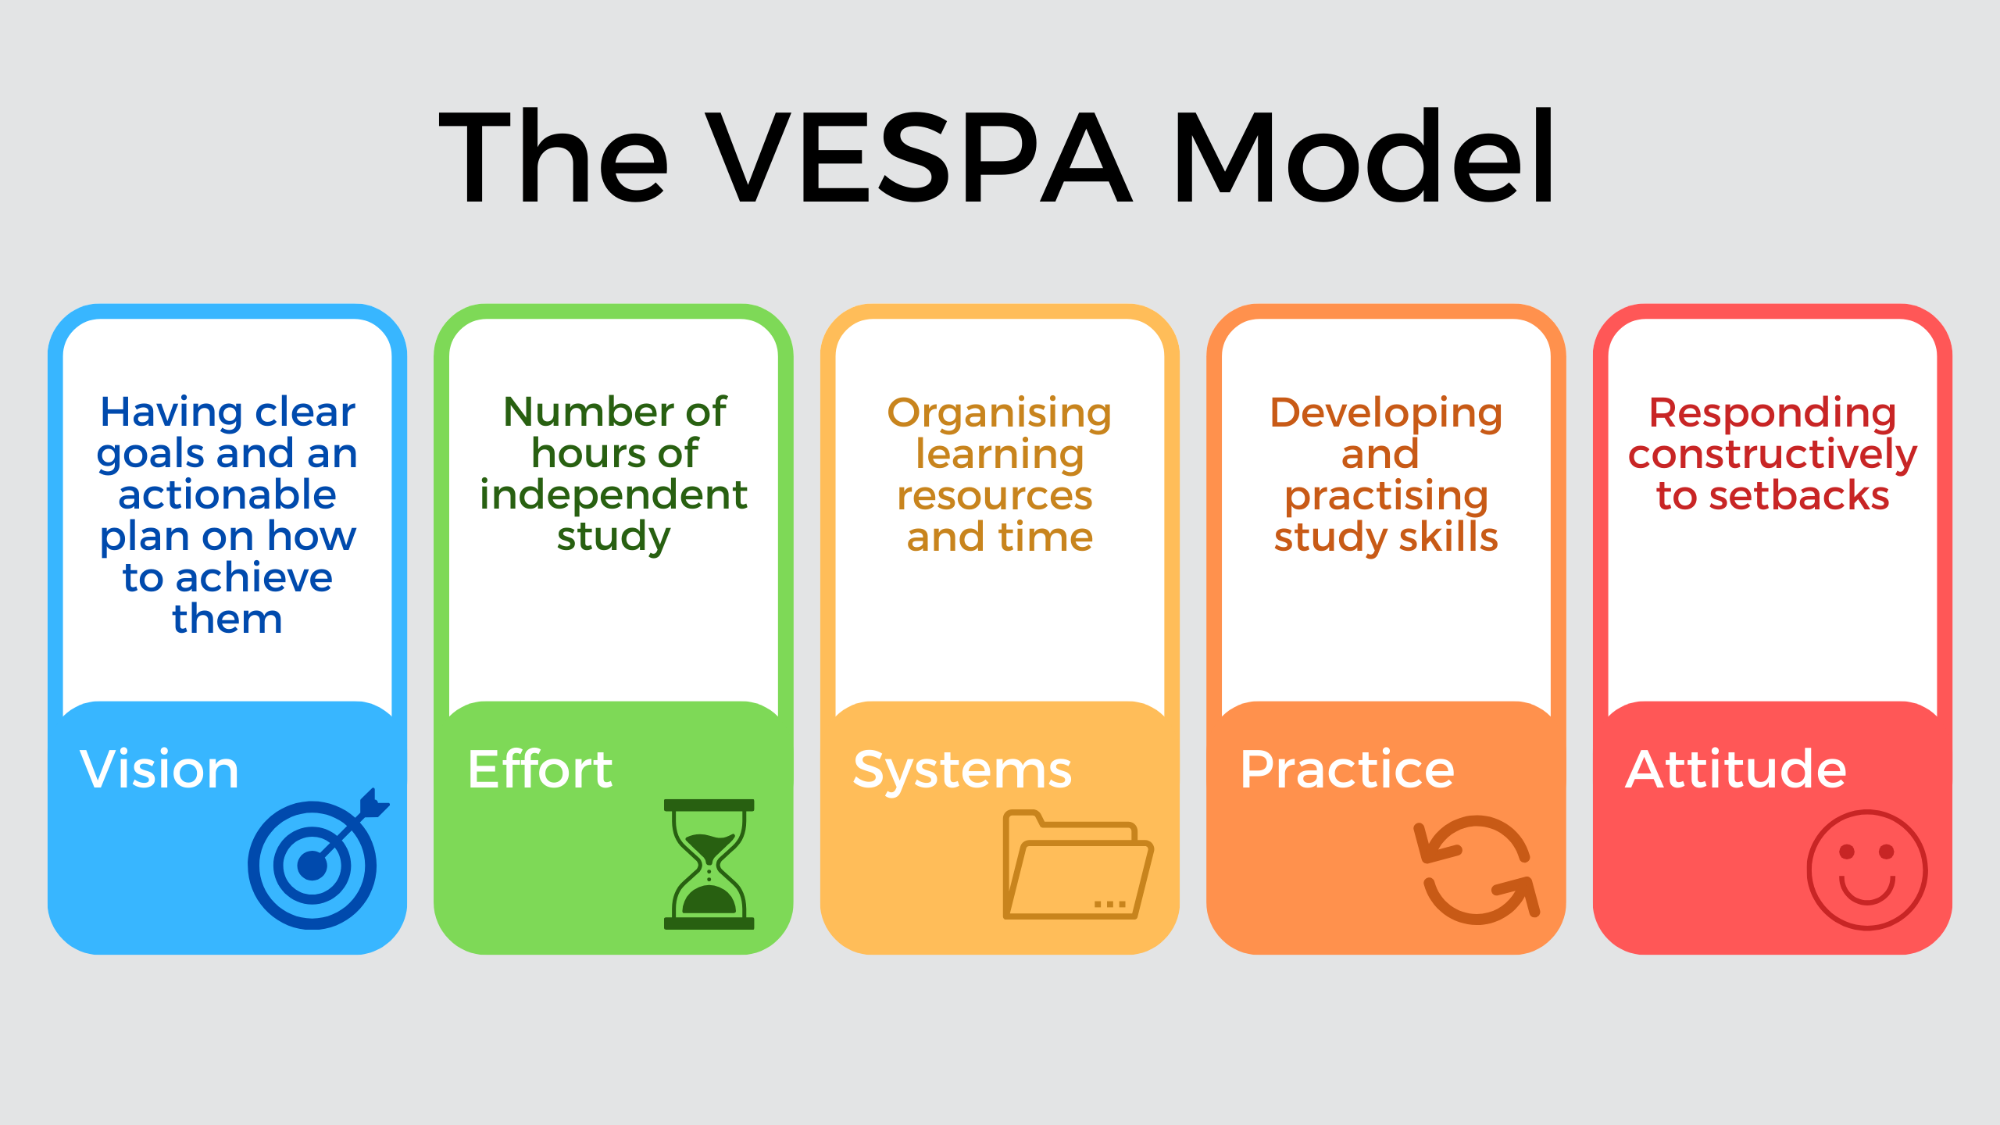 The VESPA Model
Having clear
goals and an
actionable
plan on how
to achieve
them
Vision
Number of
hours of
independent
study
Effort
Organising
learning
resources
and time
Systems
Developing
and
practising
study skills
Practice
Responding
constructively
to setbacks
Attitude